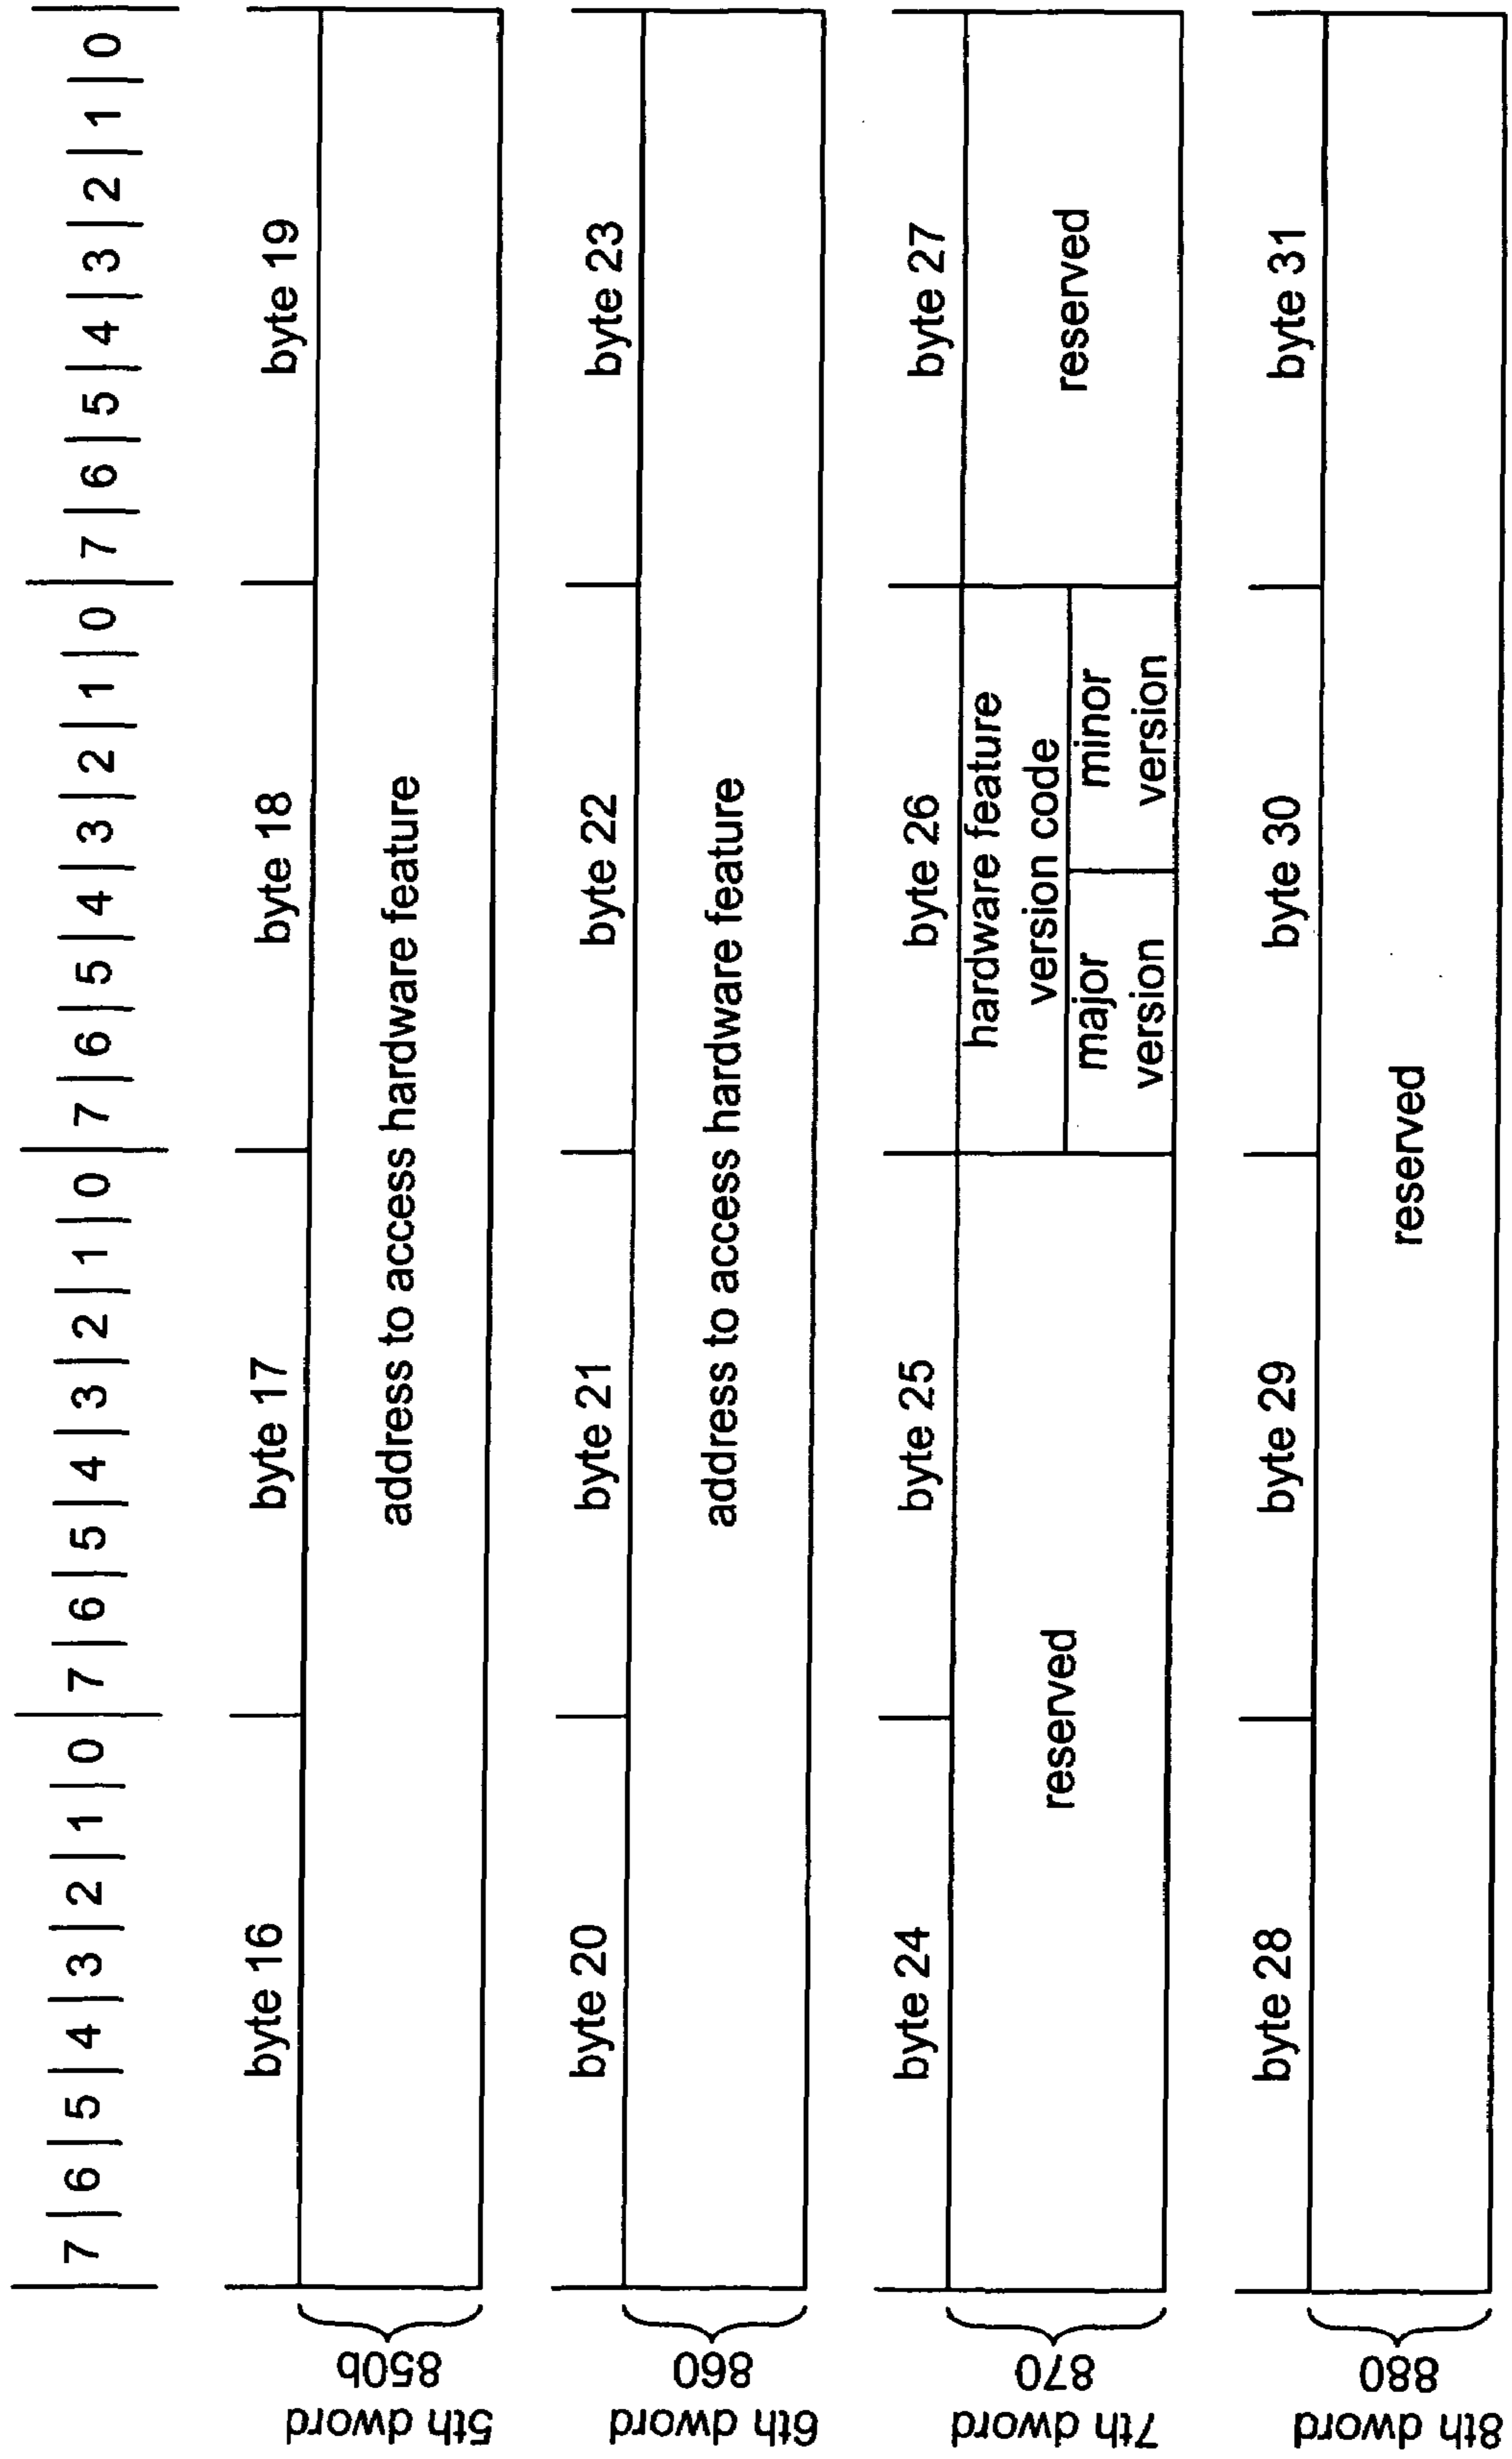 7 | 6 | 5 | 4 | 3 | 2 | 1 | 0 | 7 | 6 | 5 | 4 | 3 | 2 | 1 | 0 | 7 | 6 | 5 | 4 | 3 | 2 | 1 | 0 | 7 | 6 | 5 | 4 | 3 | 2 | 1 | 0
byte 16 byte 17 byte 18 byte 19
5th dword
850b
address to access hardware feature
byte 20 byte 21 byte 22 byte 23
6th dword
860
address to access hardware feature
byte 24 byte 25 byte 26 byte 27
7th dword
870
reserved
hardware feature
version code
major
version
minor
version
reserved
byte 28 byte 29 byte 30 byte 31
8th dword
880
reserved